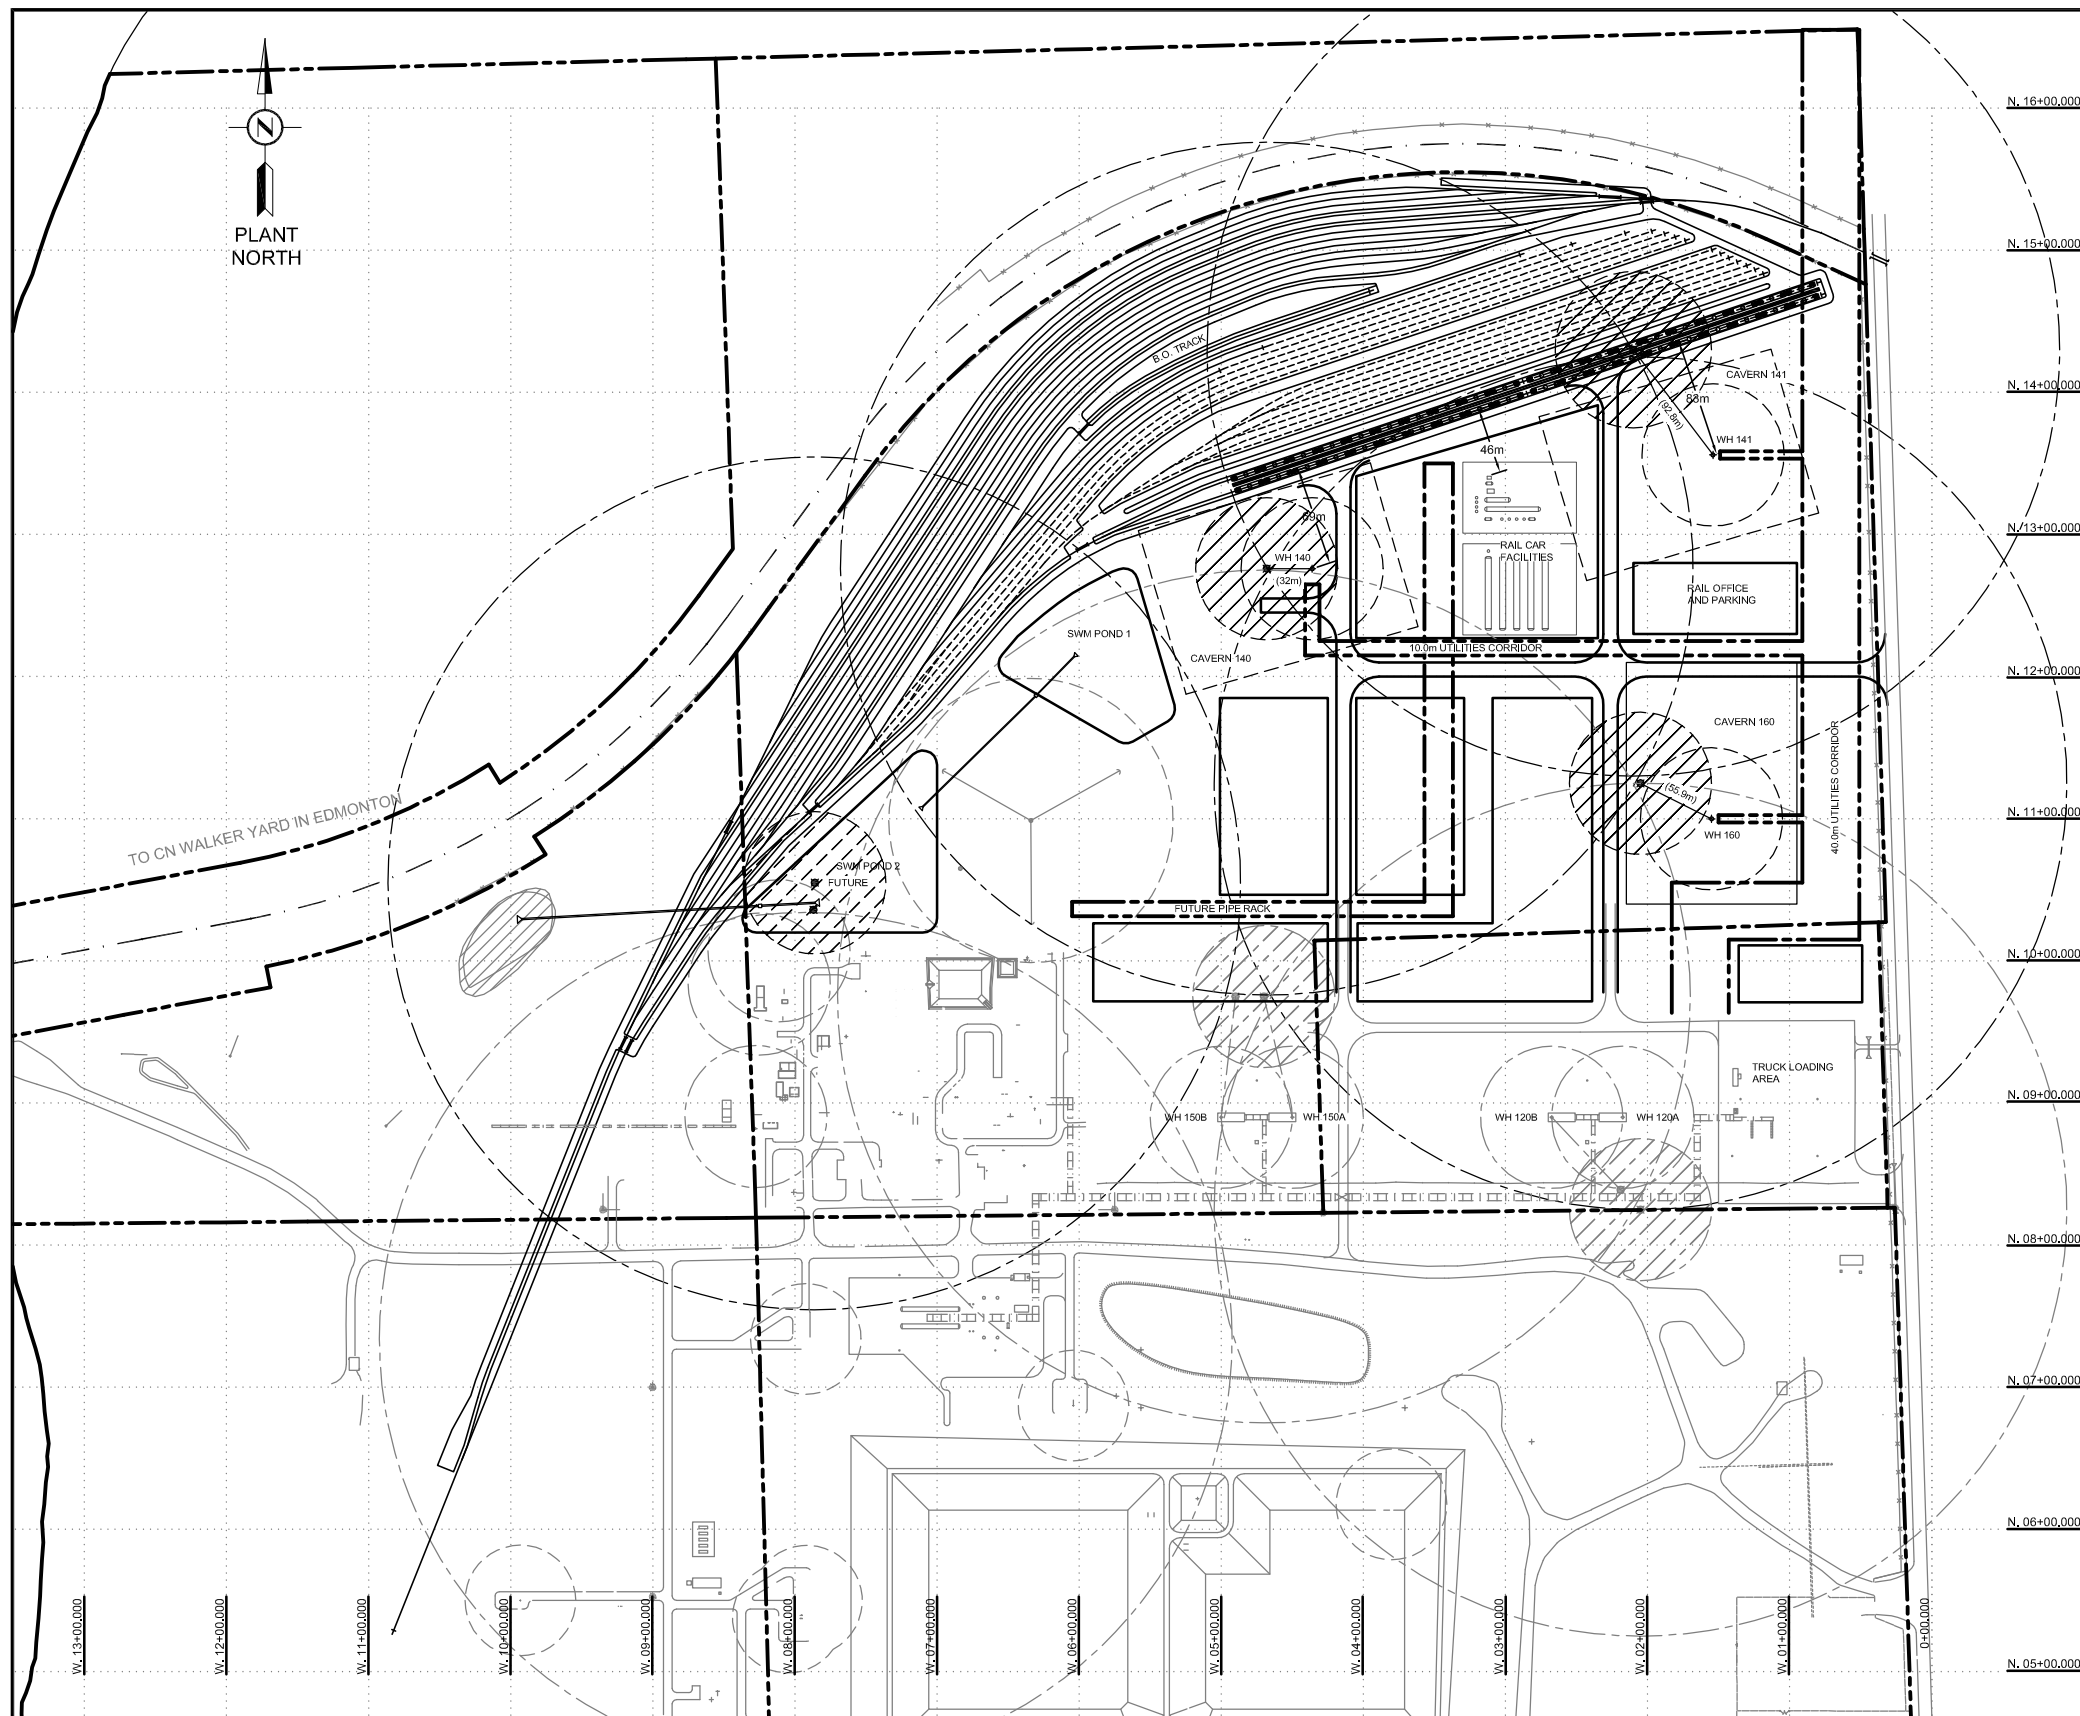 N. 16+00.000
N
PLANT
NORTH
N. 15+00.000
B.O. TRACK
CAVERN 141
N. 14+00.000
83m
(92.8m)
WH 141
46m
69m
N. 13+00.000
RAIL CAR
FACILITIES
WH 140
(32m)
RAIL OFFICE
AND PARKING
SWM POND 1
CAVERN 140
10.0m UTILITIES CORRIDOR
N. 12+00.000
CAVERN 160
40.0m UTILITIES CORRIDOR
(55.9m)
TO CN WALKER YARD IN EDMONTON
N. 11+00.000
WH 160
SWM POND 2
FUTURE
FUTURE PIPE RACK
N. 10+00.000
TRUCK LOADING
AREA
N. 09+00.000
WH 150B
WH 150A
WH 120B
WH 120A
N. 08+00.000
N. 07+00.000
N. 06+00.000
W. 13+00.000
W. 12+00.000
W. 11+00.000
W. 10+00.000
W. 09+00.000
W. 08+00.000
W. 07+00.000
W. 06+00.000
W. 05+00.000
W. 04+00.000
W. 03+00.000
W. 02+00.000
W. 01+00.000
0+00.000
N. 05+00.000